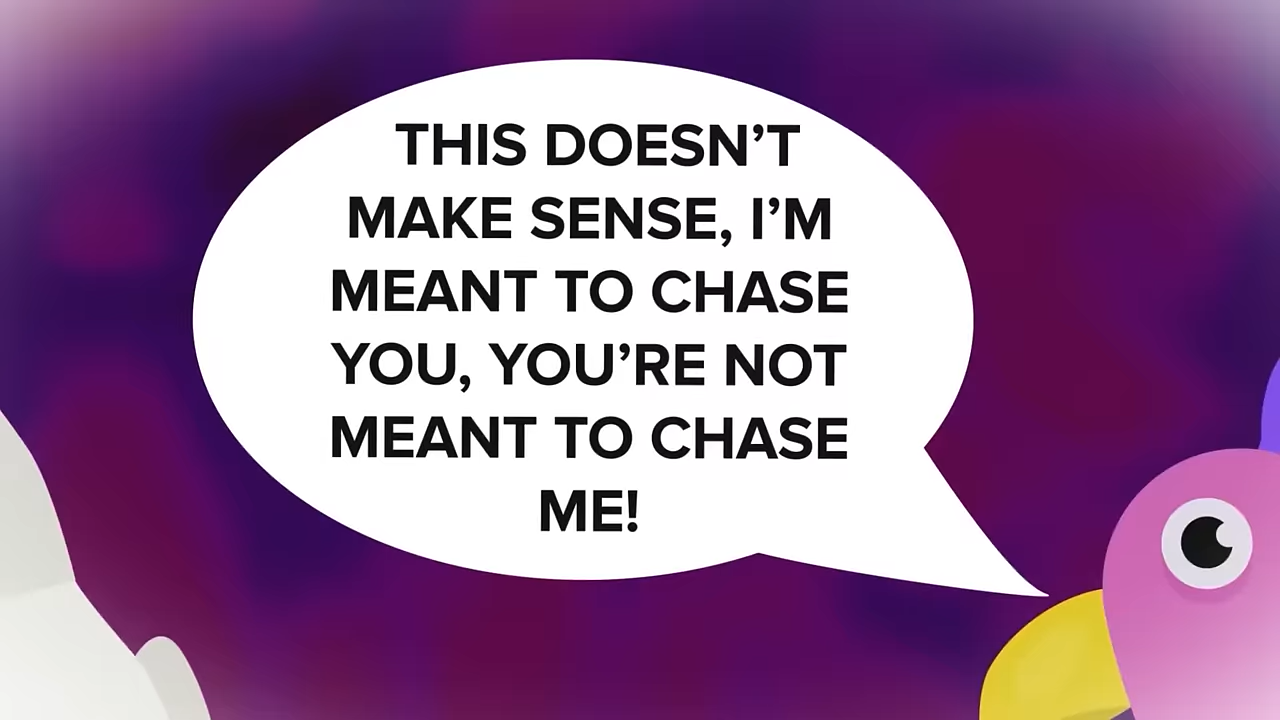 THIS DOESN’T
MAKE SENSE, I’M
MEANT TO CHASE
YOU, YOU’RE NOT
MEANT TO CHASE
ME!